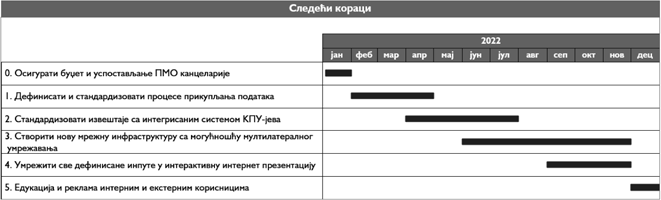 Следећи кораци
2022
јан феб мар апр мај јун јул авг сеп окт нов дец
0. Осигурати буџет и успостављање ПМО канцеларије
1. Дефинисати и стандардизовати процесе прикупљања података
2. Стандардизовати извештаје са интегрисаним системом КПУ-јева
3. Створити нову мрежну инфраструктуру са могућношћу мултилатералног
умрежавања
4. Умрежити све дефинисане инпуте у интерактивну интернет презентацију
5. Едукација и реклама интерним и екстерним корисницима